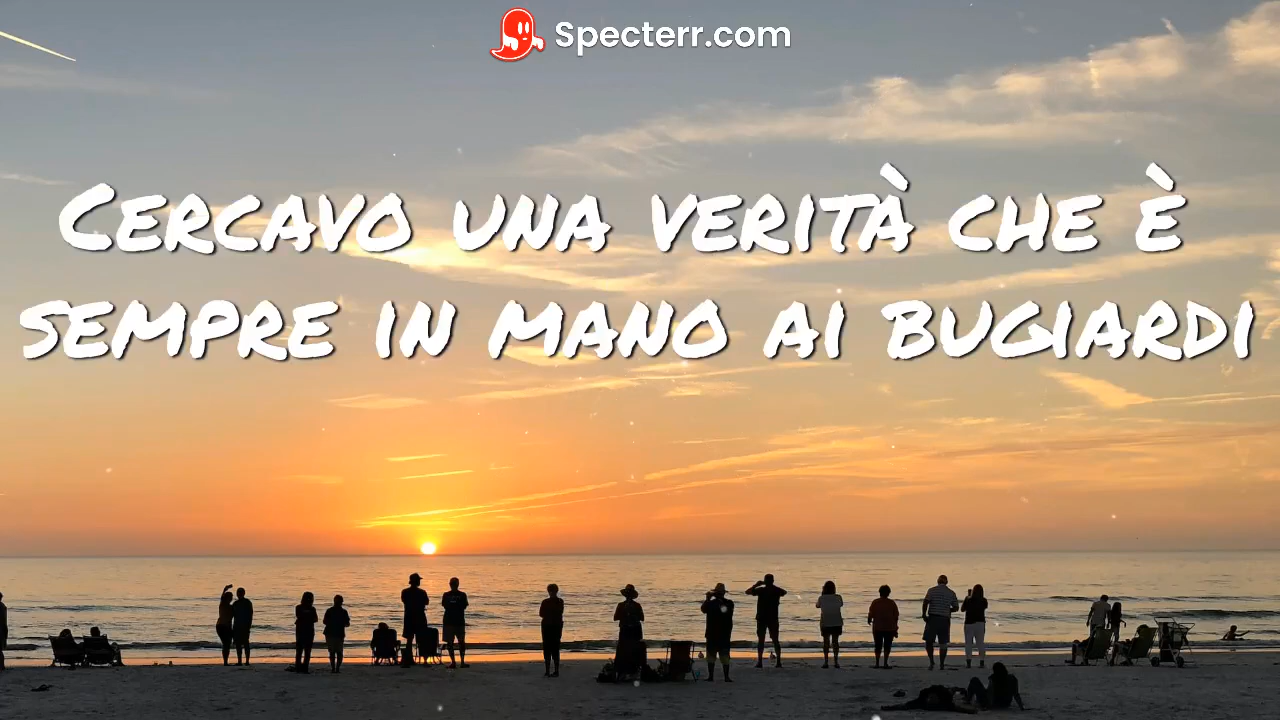 Specterr.com
Cercavo una verità che è
sempre in mano ai bugiardi